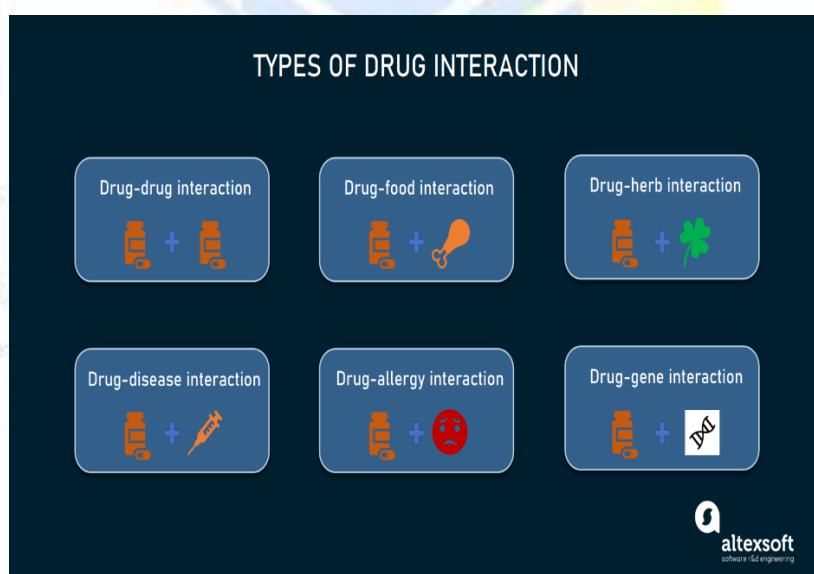 TYPES OF DRUG INTERACTION
Drug-drug interaction
Drug-food interaction
Drug-herb interaction
Drug-disease interaction
Drug-allergy interaction
Drug-gene interaction
altexsoft
software r&d engineering